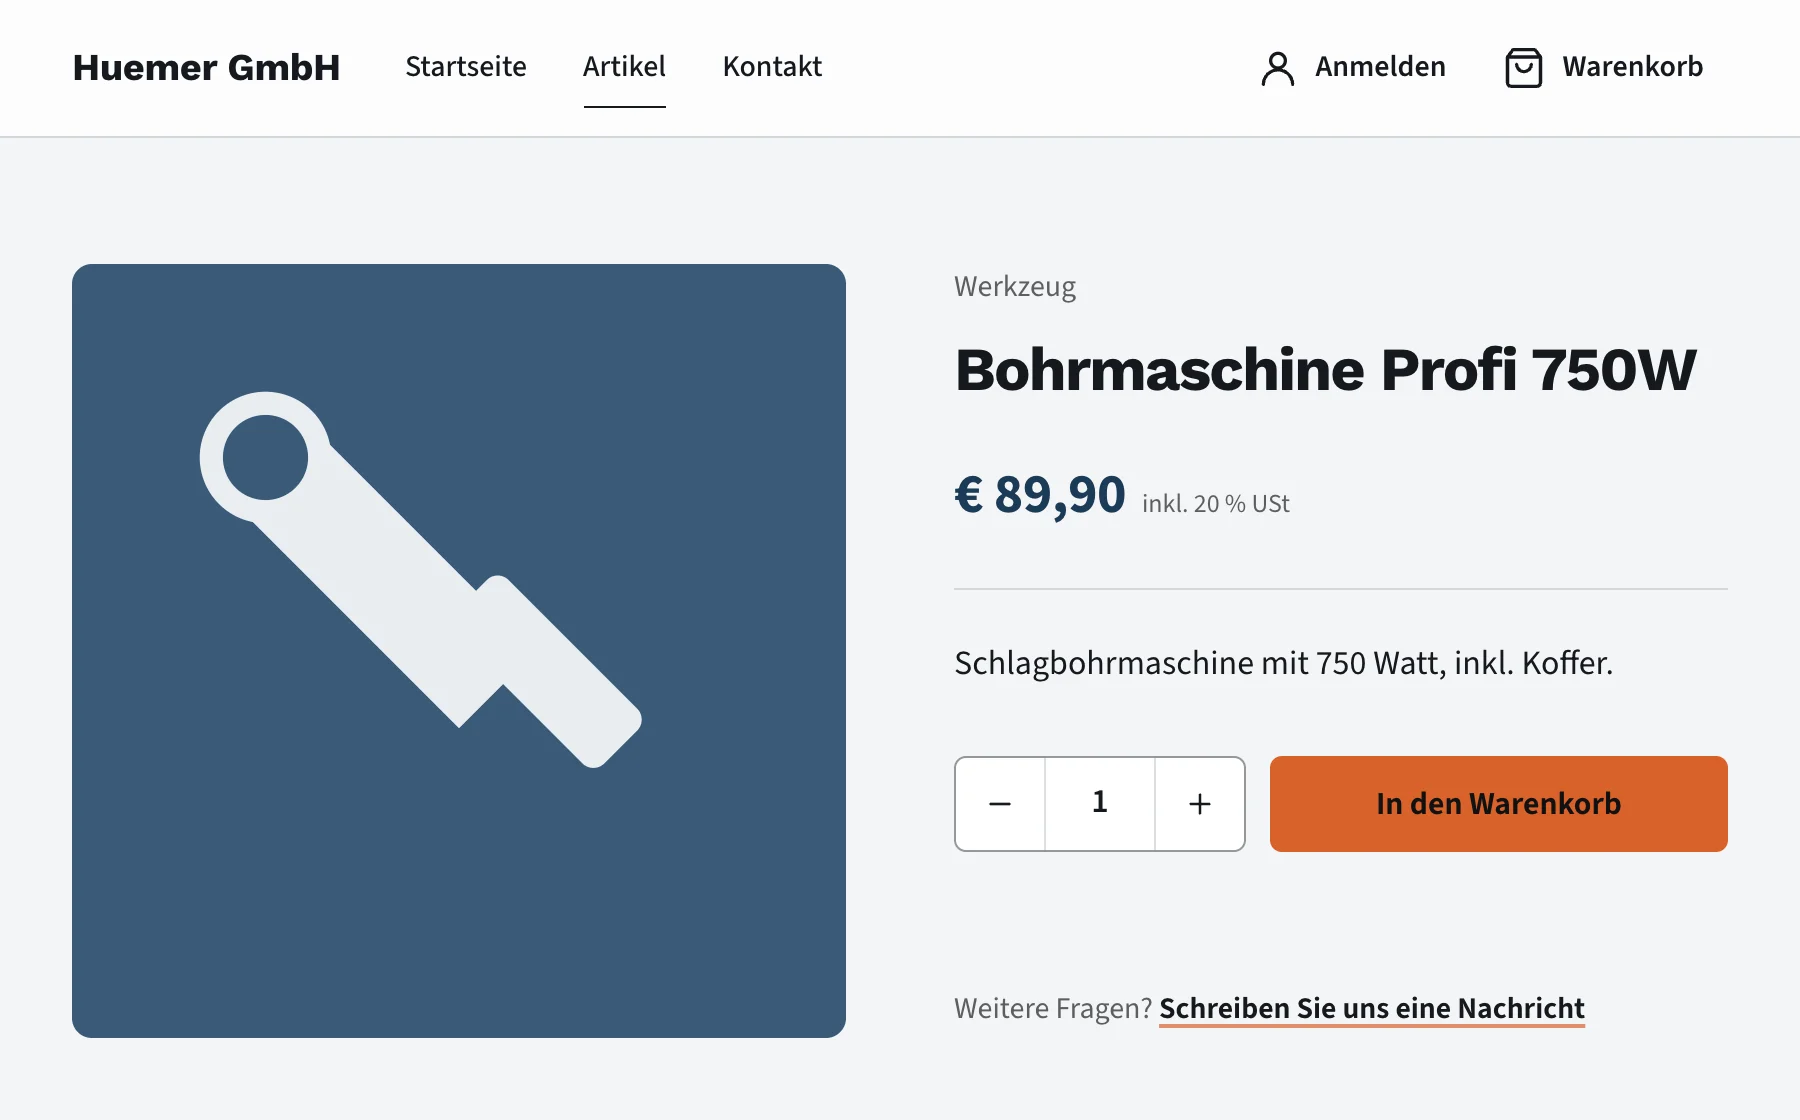 Huemer GmbH Startseite Artikel Kontakt Anmelden Warenkorb
Werkzeug
Bohrmaschine Profi 750W
€ 89,90 inkl. 20 % USt
Schlagbohrmaschine mit 750 Watt, inkl. Koffer.
− 1 + In den Warenkorb
Weitere Fragen? Schreiben Sie uns eine Nachricht